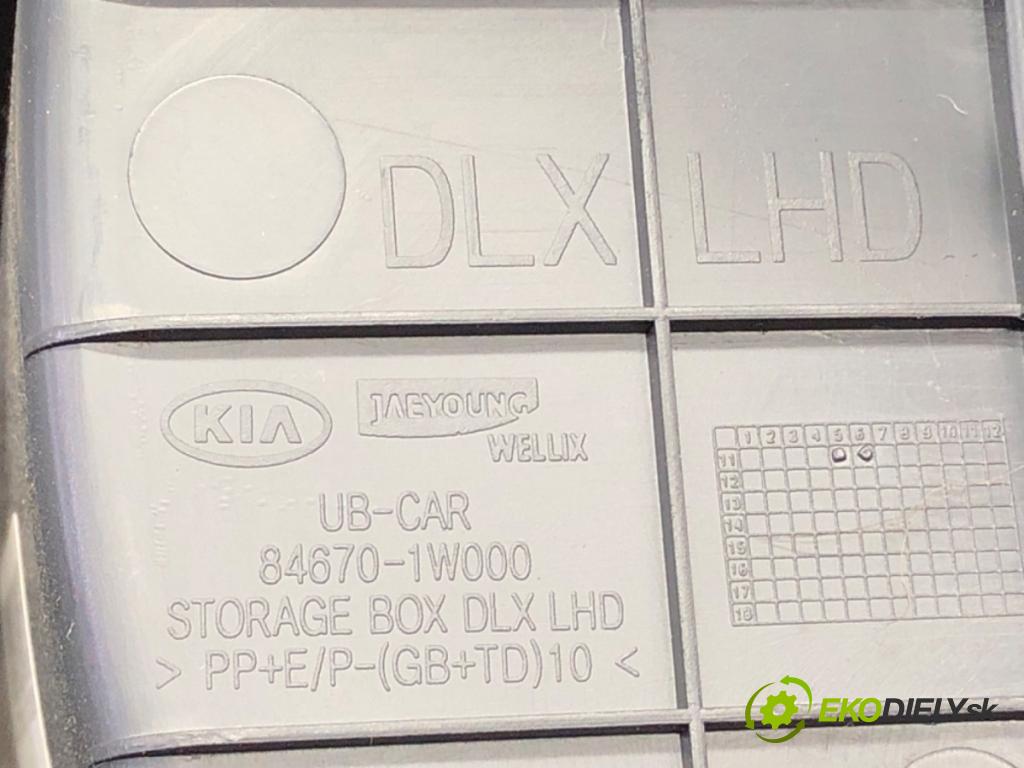 DLX LHD
KIA
JAEYOUNG
WELLIX
UB-CAR
84670-1W000
STORAGE BOX DLX LHD
> PP+E/P-(GB+TD)10 <
1 2 3 4 5 6 7 8 9 10 11 12
11
12
13
14
15
16
17
18
EKODIELY.sk